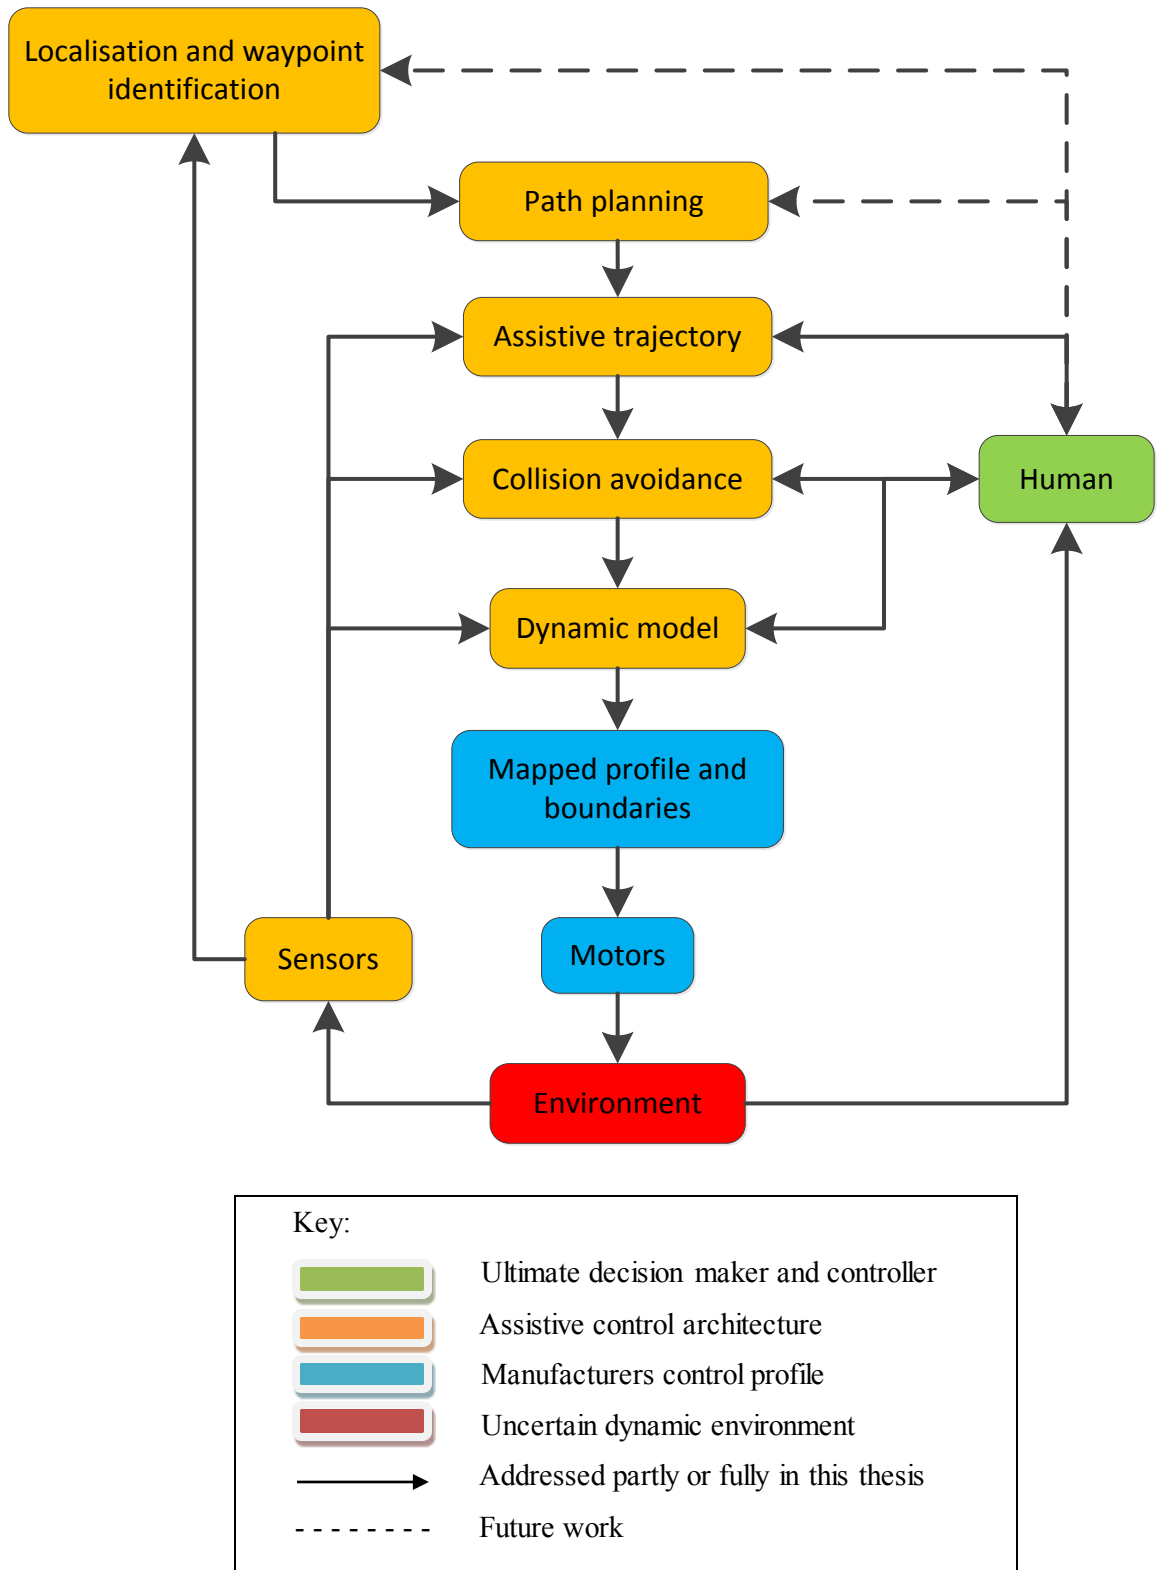 Localisation and waypoint
identification
Path planning
Assistive trajectory
Collision avoidance
Human
Dynamic model
Mapped profile and
boundaries
Sensors
Motors
Environment
Key:
Ultimate decision maker and controller
Assistive control architecture
Manufacturers control profile
Uncertain dynamic environment
Addressed partly or fully in this thesis
Future work